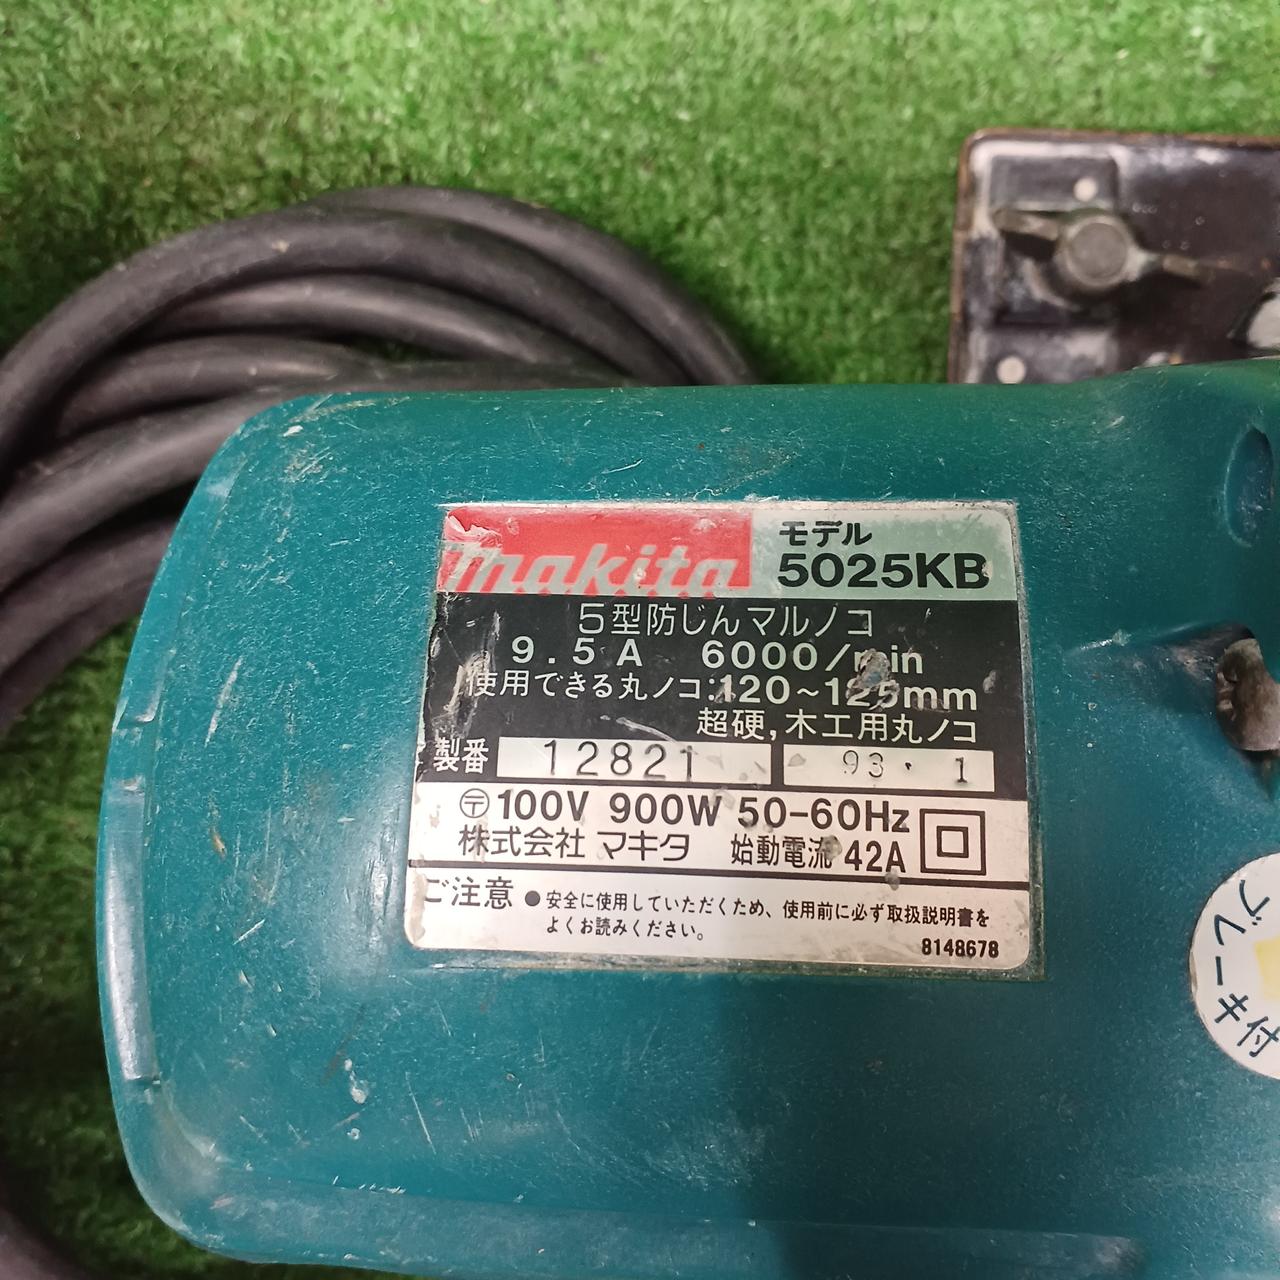 makita
モデル
5025KB
5型防じんマルノコ
9.5A 6000/min
使用できる丸ノコ:120~125mm
超硬,木工用丸ノコ
製番 12821 93.1
〶100V 900W 50-60Hz
株式会社 マキタ 始動電流 42A
ご注意 ●安全に使用していただくため、使用前に必ず取扱説明書を
よくお読みください。
8148678
ブレーキ付